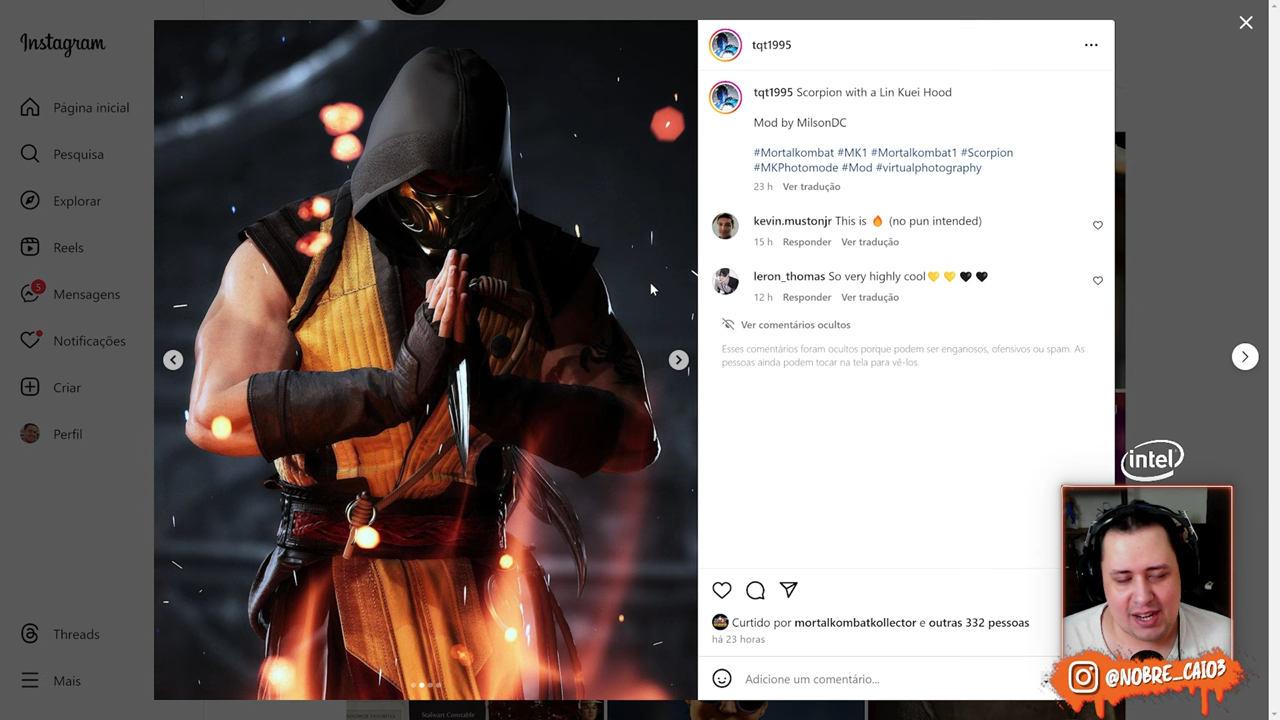 Instagram
Página inicial
Pesquisa
Explorar
Reels
5
Mensagens
Notificações
Criar
Perfil
Threads
Mais
tqt1995
tqt1995 Scorpion with a Lin Kuei Hood
Mod by MilsonDC
#Mortalkombat #MK1 #Mortalkombat1 #Scorpion
#MKPhotomode #Mod #virtualphotography
23 h Ver tradução
kevin.mustonjr This is 🔥 (no pun intended)
15 h Responder Ver tradução
leron_thomas So very highly cool💛💛🖤🖤
12 h Responder Ver tradução
Ver comentários ocultos
Esses comentários foram ocultos porque podem ser enganosos, ofensivos ou spam. As
pessoas ainda podem tocar na tela para vê-los.
Curtido por mortalkombatkollector e outras 332 pessoas
há 23 horas
Adicione um comentário...
intel
@NOBRE_CAIO3
Stalwart Constable